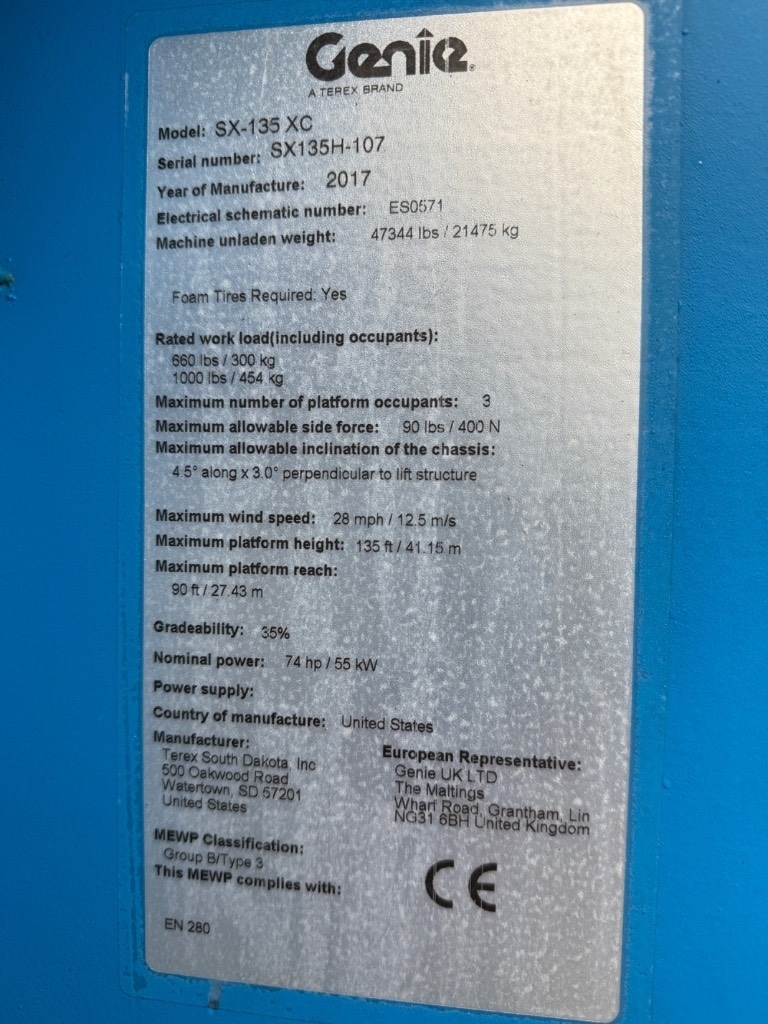 Genie®
A TEREX BRAND
Model: SX-135 XC
Serial number: SX135H-107
Year of Manufacture: 2017
Electrical schematic number: ES0571
Machine unladen weight: 47344 lbs / 21475 kg
Foam Tires Required: Yes
Rated work load(including occupants):
660 lbs / 300 kg
1000 lbs / 454 kg
Maximum number of platform occupants: 3
Maximum allowable side force: 90 lbs / 400 N
Maximum allowable inclination of the chassis:
4.5° along x 3.0° perpendicular to lift structure
Maximum wind speed: 28 mph / 12.5 m/s
Maximum platform height: 135 ft / 41.15 m
Maximum platform reach:
90 ft / 27.43 m
Gradeability: 35%
Nominal power: 74 hp / 55 kW
Power supply:
Country of manufacture: United States
Manufacturer:
Terex South Dakota, Inc
500 Oakwood Road
Watertown, SD 57201
United States
European Representative:
Genie UK LTD
The Maltings
Wharf Road, Grantham, Lin
NG31 6BH United Kingdom
MEWP Classification:
Group B/Type 3
This MEWP complies with:
CE
EN 280